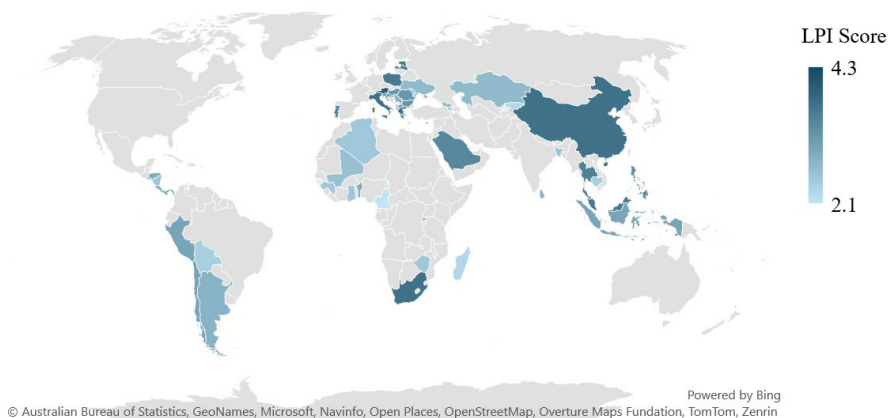 LPI Score
4.3
2.1
Powered by Bing
© Australian Bureau of Statistics, GeoNames, Microsoft, Navinfo, Open Places, OpenStreetMap, Overture Maps Fundation, TomTom, Zenrin